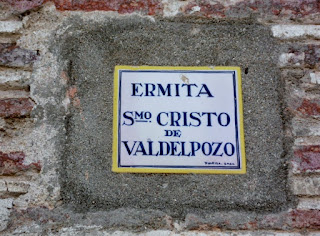 ERMITA
SMO. CRISTO
DE
VALDELPOZO